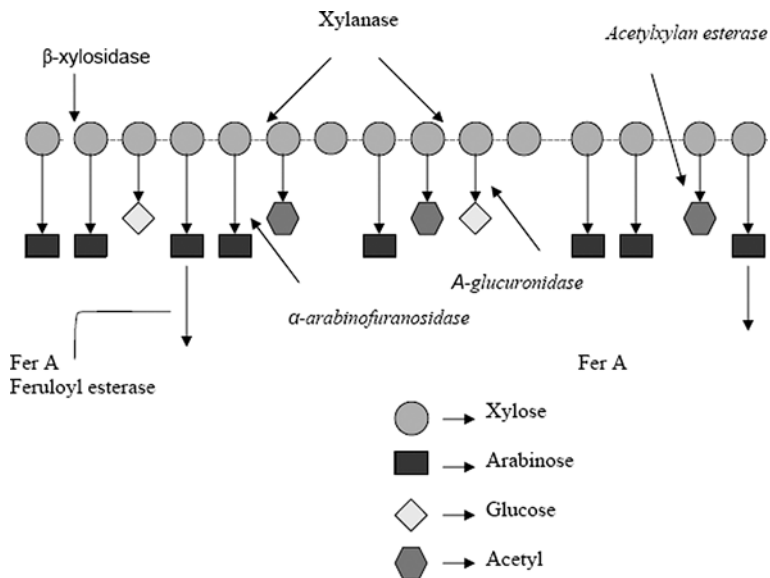 Xylanase
Acetylxylan esterase
β-xylosidase
A-glucuronidase
α-arabinofuranosidase
Fer A
Feruloyl esterase
Fer A
Xylose
Arabinose
Glucose
Acetyl